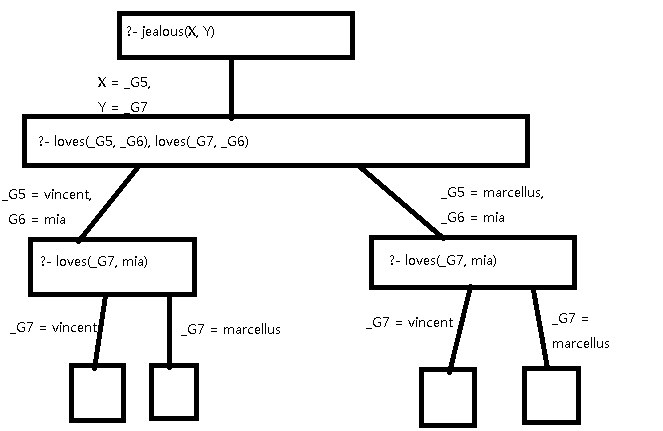 ?- jealous(X, Y)
X = _G5,
Y = _G7
?- loves(_G5, _G6), loves(_G7, _G6)
_G5 = vincent,
G6 = mia
_G5 = marcellus,
_G6 = mia
?- loves(_G7, mia)
?- loves(_G7, mia)
_G7 = vincent
_G7 = marcellus
_G7 = vincent
_G7 =
marcellus